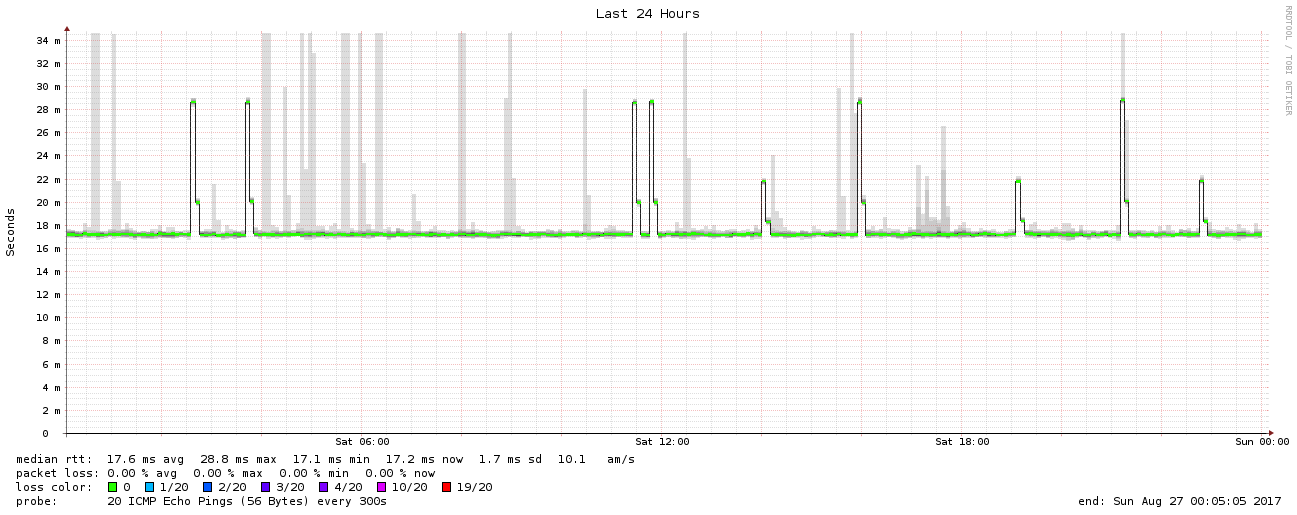 Last 24 Hours
RRDTOOL / TOBI OETIKER
Seconds
34 m
32 m
30 m
28 m
26 m
24 m
22 m
20 m
18 m
16 m
14 m
12 m
10 m
8 m
6 m
4 m
2 m
0
Sat 06:00 Sat 12:00 Sat 18:00 Sun 00:00
median rtt: 17.6 ms avg 28.8 ms max 17.1 ms min 17.2 ms now 1.7 ms sd 10.1 am/s
packet loss: 0.00 % avg 0.00 % max 0.00 % min 0.00 % now
loss color: 0 1/20 2/20 3/20 4/20 10/20 19/20
probe: 20 ICMP Echo Pings (56 Bytes) every 300s end: Sun Aug 27 00:05:05 2017